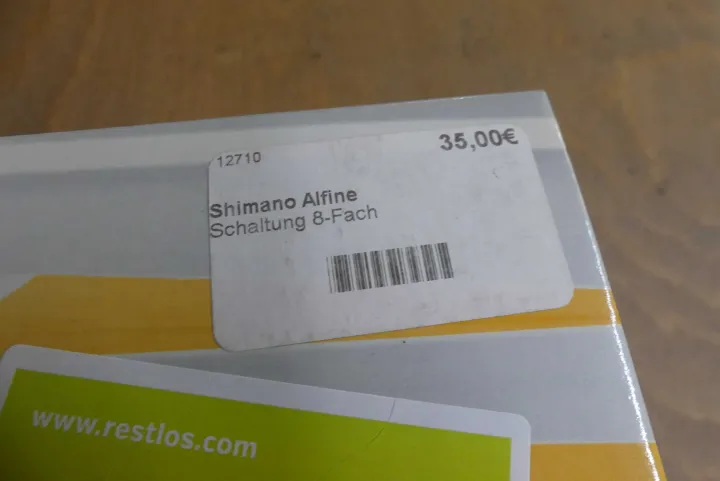 12710
35,00€
Shimano Alfine
Schaltung 8-Fach
www.restlos.com